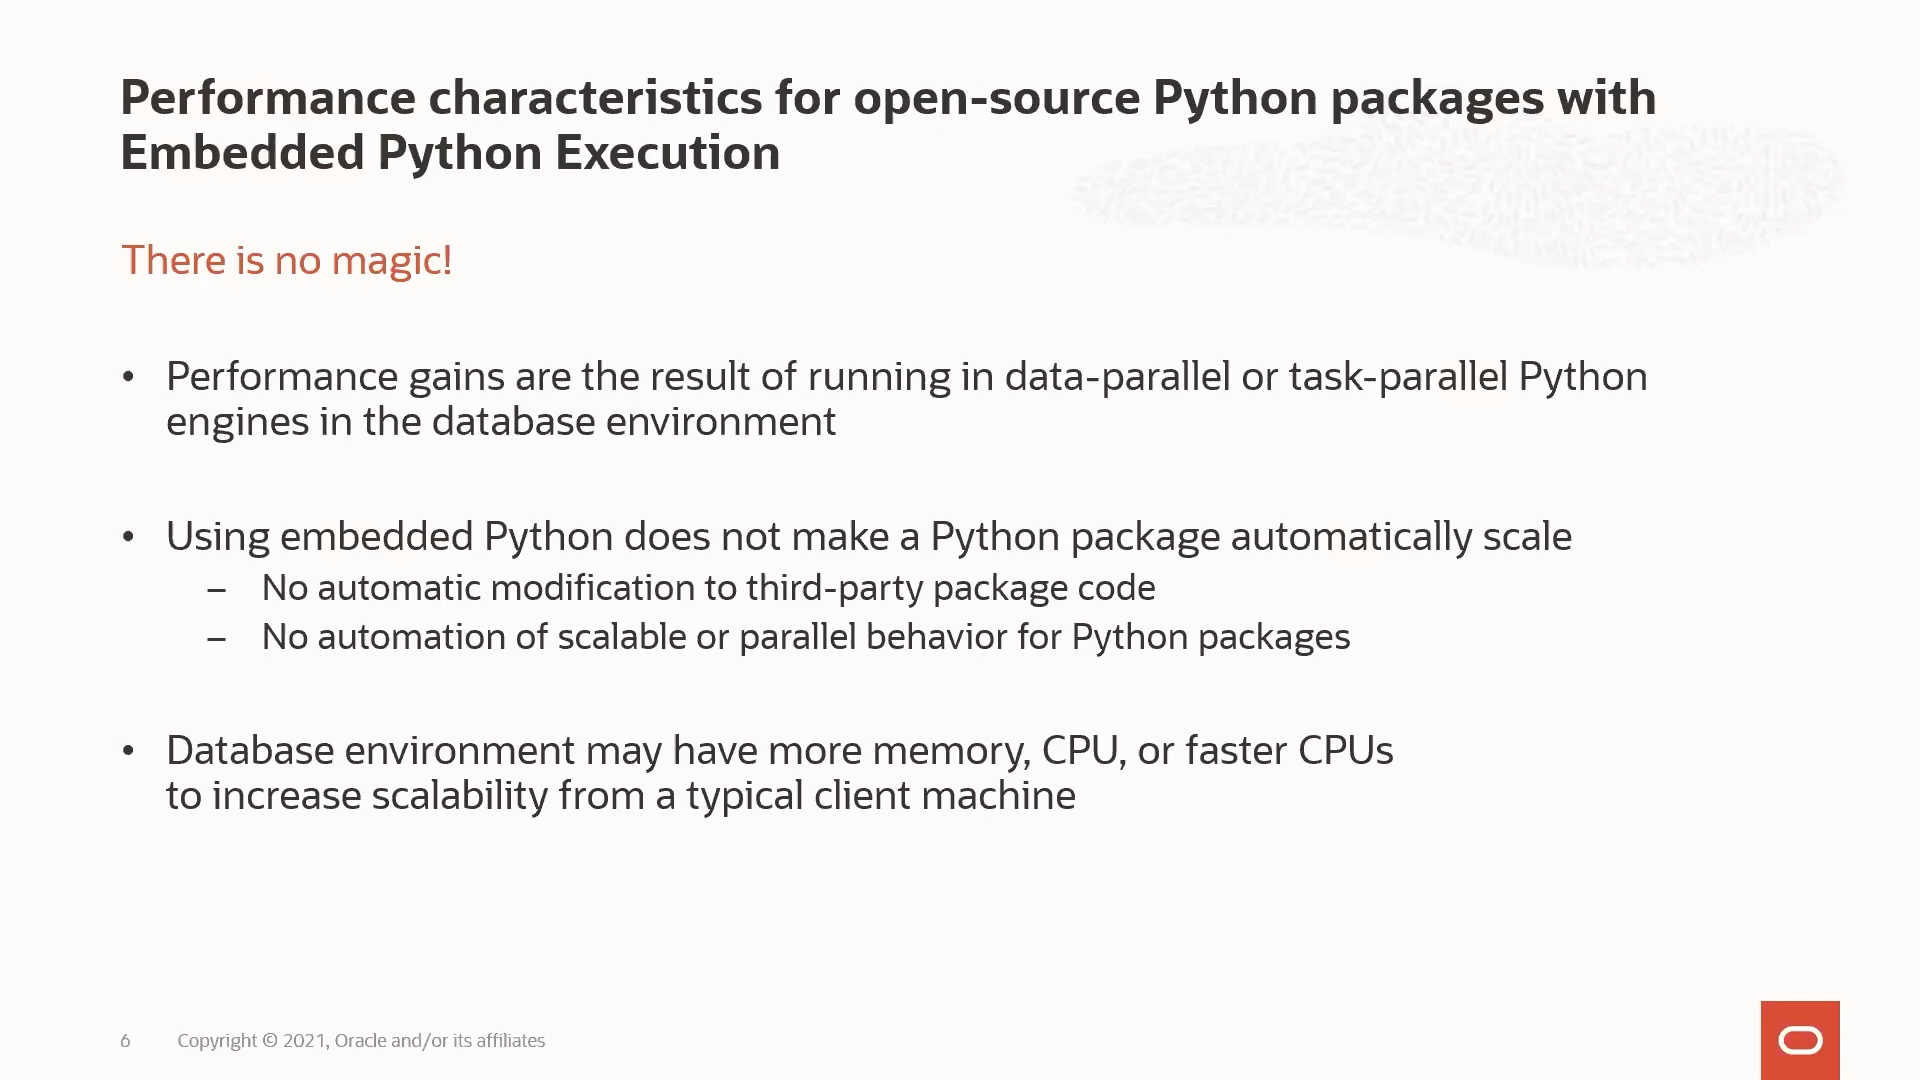 Performance characteristics for open-source Python packages with
Embedded Python Execution
There is no magic!
• Performance gains are the result of running in data-parallel or task-parallel Python
engines in the database environment
• Using embedded Python does not make a Python package automatically scale
– No automatic modification to third-party package code
– No automation of scalable or parallel behavior for Python packages
• Database environment may have more memory, CPU, or faster CPUs
to increase scalability from a typical client machine
6 Copyright © 2021, Oracle and/or its affiliates